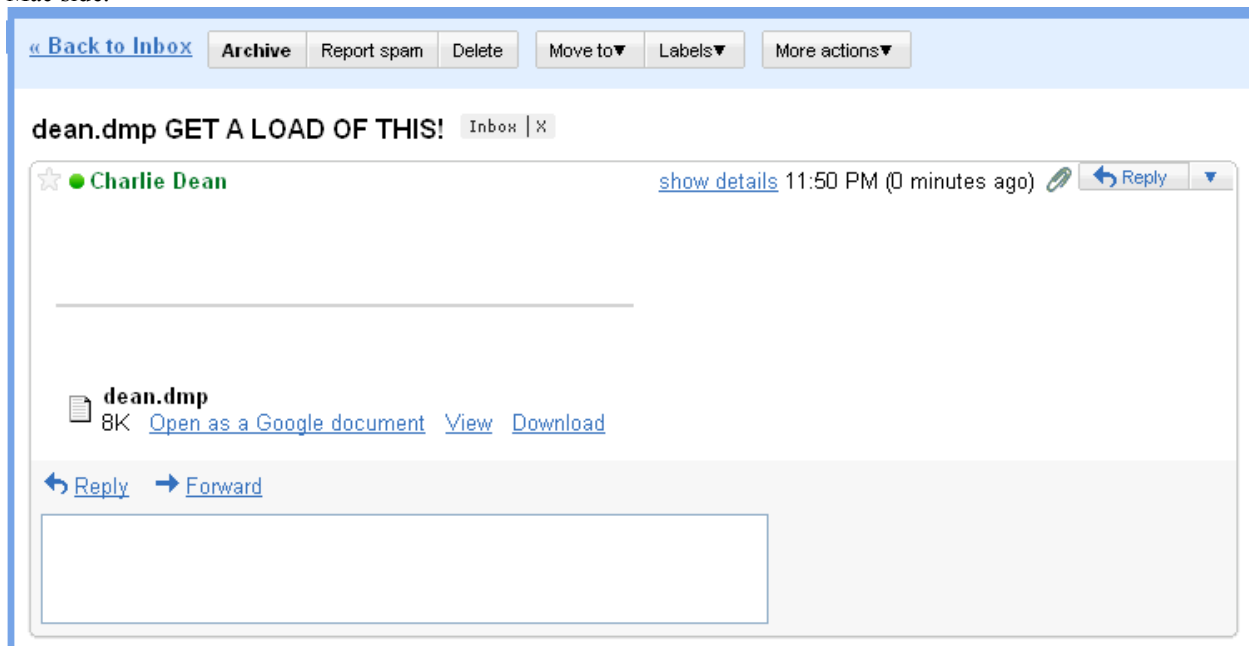 Mac side.
« Back to Inbox Archive Report spam Delete Move to▼ Labels▼ More actions▼
dean.dmp GET A LOAD OF THIS! Inbox | X
Charlie Dean show details 11:50 PM (0 minutes ago) Reply ▼
dean.dmp
8K Open as a Google document View Download
Reply Forward